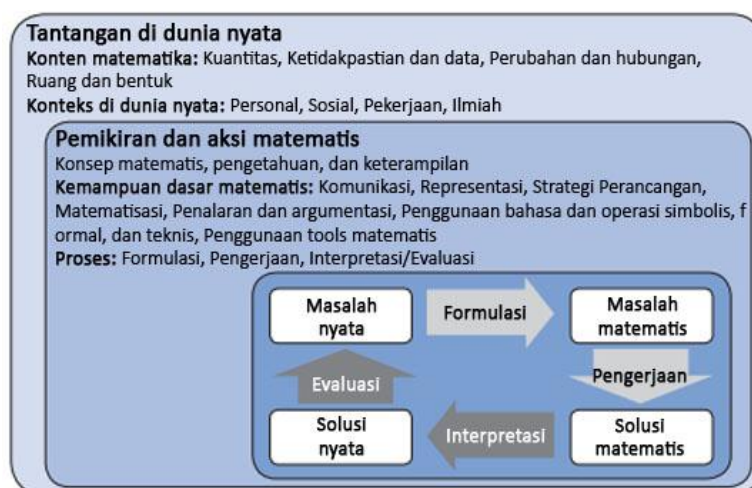 Tantangan di dunia nyata
Konten matematika: Kuantitas, Ketidakpastian dan data, Perubahan dan hubungan,
Ruang dan bentuk
Konteks di dunia nyata: Personal, Sosial, Pekerjaan, Ilmiah
Pemikiran dan aksi matematis
Konsep matematis, pengetahuan, dan keterampilan
Kemampuan dasar matematis: Komunikasi, Representasi, Strategi Perancangan,
Matematisasi, Penalaran dan argumentasi, Penggunaan bahasa dan operasi simbolis, f
ormal, dan teknis, Penggunaan tools matematis
Proses: Formulasi, Pengerjaan, Interpretasi/Evaluasi
Masalah
nyata
Formulasi
Masalah
matematis
Evaluasi
Pengerjaan
Solusi
nyata
Interpretasi
Solusi
matematis